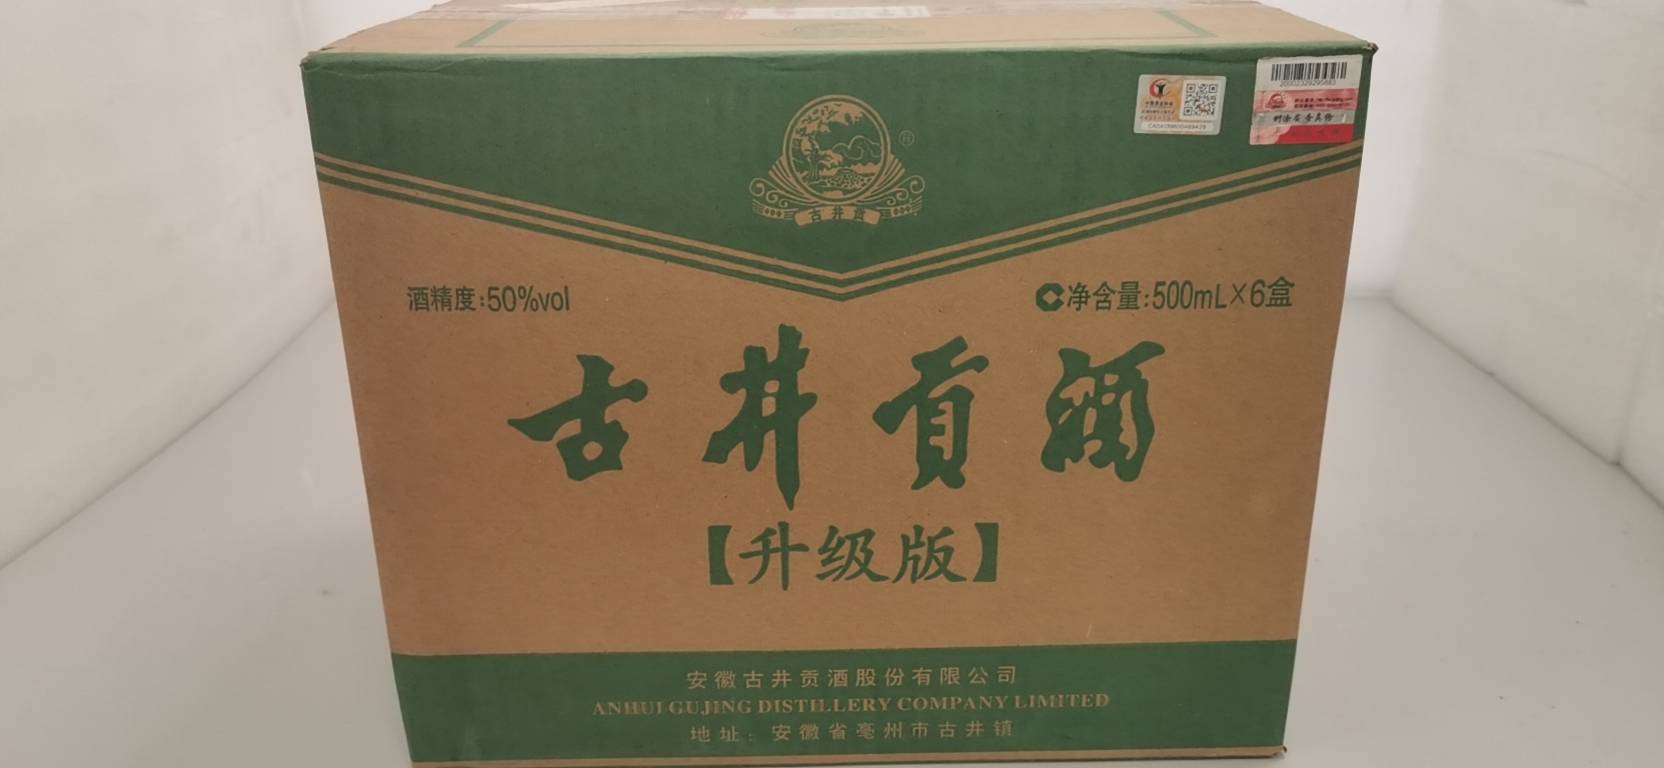 古井贡
酒精度:50%vol
净含量:500mL×6盒
古井贡酒
【升级版】
安徽古井贡酒股份有限公司
ANHUI GUJING DISTILLERY COMPANY LIMITED
地址：安徽省亳州市古井镇